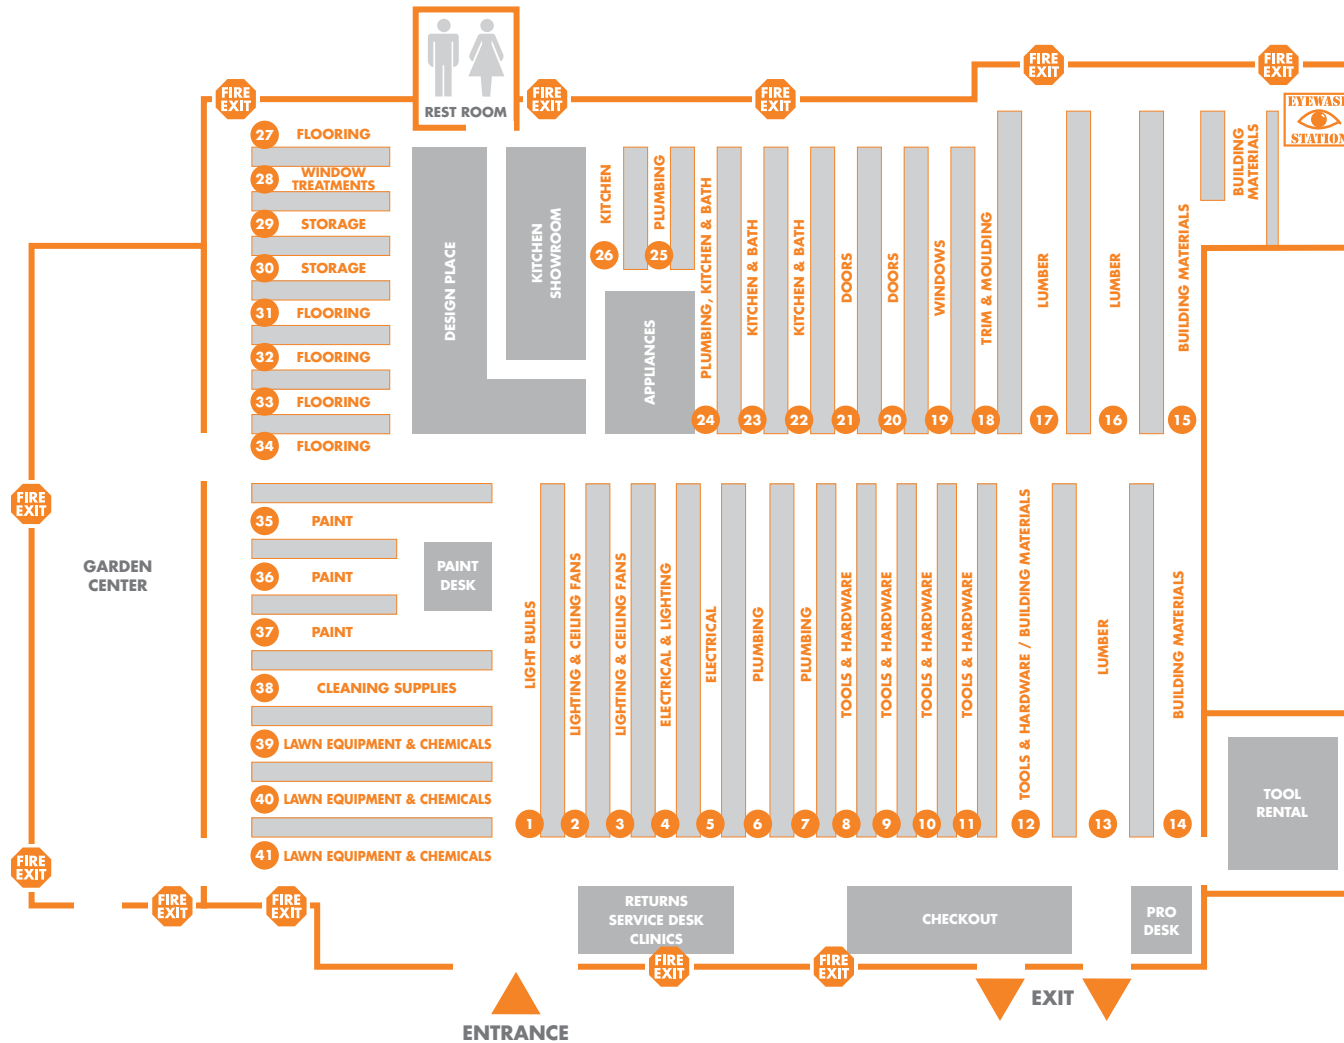 REST ROOM
FIRE
EXIT
FIRE
EXIT
FIRE
EXIT
FIRE
EXIT
FIRE
EXIT
EYEWASH
STATION
27 FLOORING
28 WINDOW
TREATMENTS
29 STORAGE
30 STORAGE
31 FLOORING
32 FLOORING
33 FLOORING
34 FLOORING
DESIGN PLACE
KITCHEN
SHOWROOM
KITCHEN
26
PLUMBING
25
APPLIANCES
PLUMBING, KITCHEN & BATH
24
KITCHEN & BATH
23
KITCHEN & BATH
22
DOORS
21
DOORS
20
WINDOWS
19
TRIM & MOULDING
18
LUMBER
17
LUMBER
16
BUILDING MATERIALS
15
BUILDING
MATERIALS
FIRE
EXIT
GARDEN
CENTER
35 PAINT
36 PAINT
37 PAINT
PAINT
DESK
38 CLEANING SUPPLIES
39 LAWN EQUIPMENT & CHEMICALS
40 LAWN EQUIPMENT & CHEMICALS
41 LAWN EQUIPMENT & CHEMICALS
LIGHT BULBS
1
LIGHTING & CEILING FANS
2
LIGHTING & CEILING FANS
3
ELECTRICAL & LIGHTING
4
ELECTRICAL
5
PLUMBING
6
PLUMBING
7
TOOLS & HARDWARE
8
TOOLS & HARDWARE
9
TOOLS & HARDWARE
10
TOOLS & HARDWARE
11
TOOLS & HARDWARE / BUILDING MATERIALS
12
LUMBER
13
BUILDING MATERIALS
14
TOOL
RENTAL
FIRE
EXIT
FIRE
EXIT
FIRE
EXIT
RETURNS
SERVICE DESK
CLINICS
FIRE
EXIT
CHECKOUT
FIRE
EXIT
PRO
DESK
ENTRANCE
EXIT